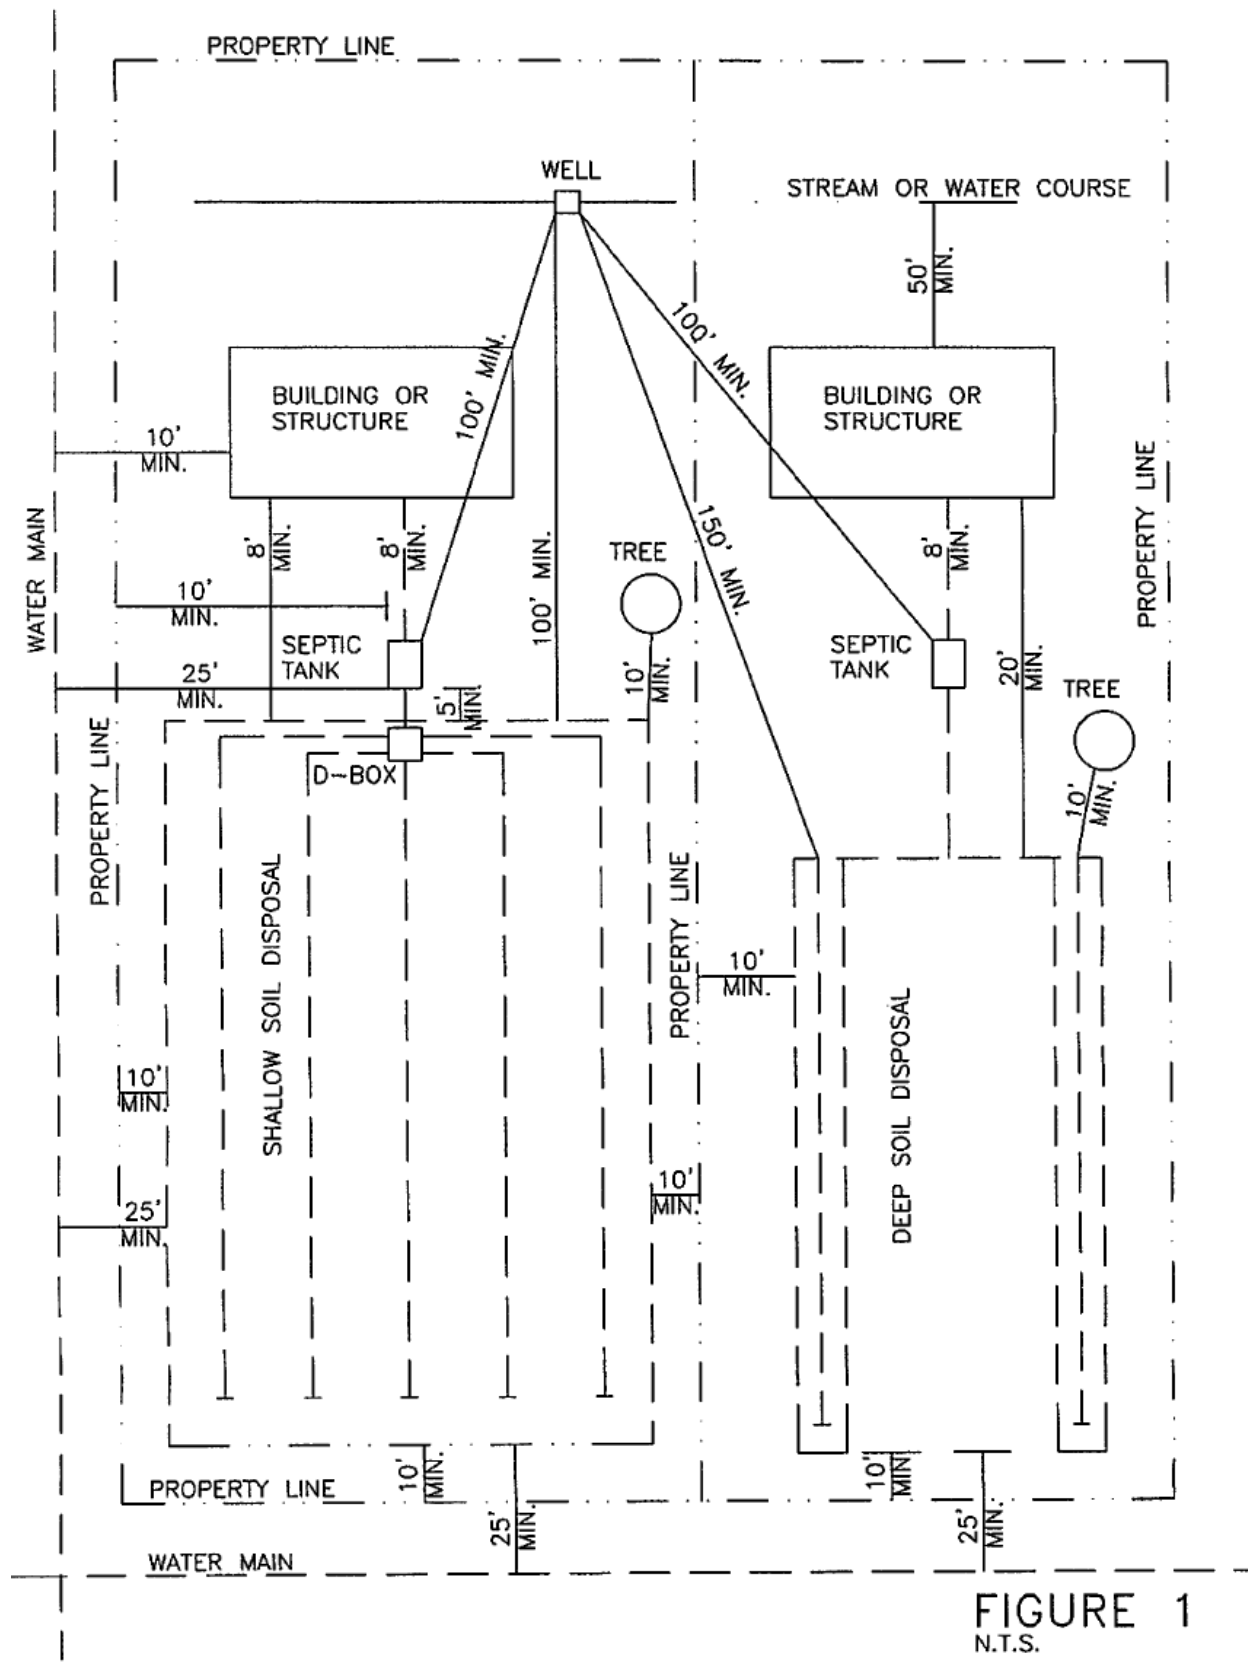 PROPERTY LINE
WELL
STREAM OR WATER COURSE
50'
MIN.
100' MIN.
100' MIN.
BUILDING OR
STRUCTURE
BUILDING OR
STRUCTURE
10'
MIN.
PROPERTY LINE
8'
MIN.
8'
MIN.
100' MIN.
TREE
150' MIN.
8'
MIN.
WATER MAIN
10'
MIN.
SEPTIC
TANK
SEPTIC
TANK
20'
MIN.
10'
MIN.
25'
MIN.
5'
MIN.
TREE
PROPERTY LINE
D-BOX
10'
MIN.
SHALLOW SOIL DISPOSAL
PROPERTY LINE
10'
MIN.
DEEP SOIL DISPOSAL
10'
MIN.
10'
MIN.
25'
MIN.
10'
MIN.
10'
MIN
PROPERTY LINE
25'
MIN.
25'
MIN.
WATER MAIN
FIGURE 1
N.T.S.